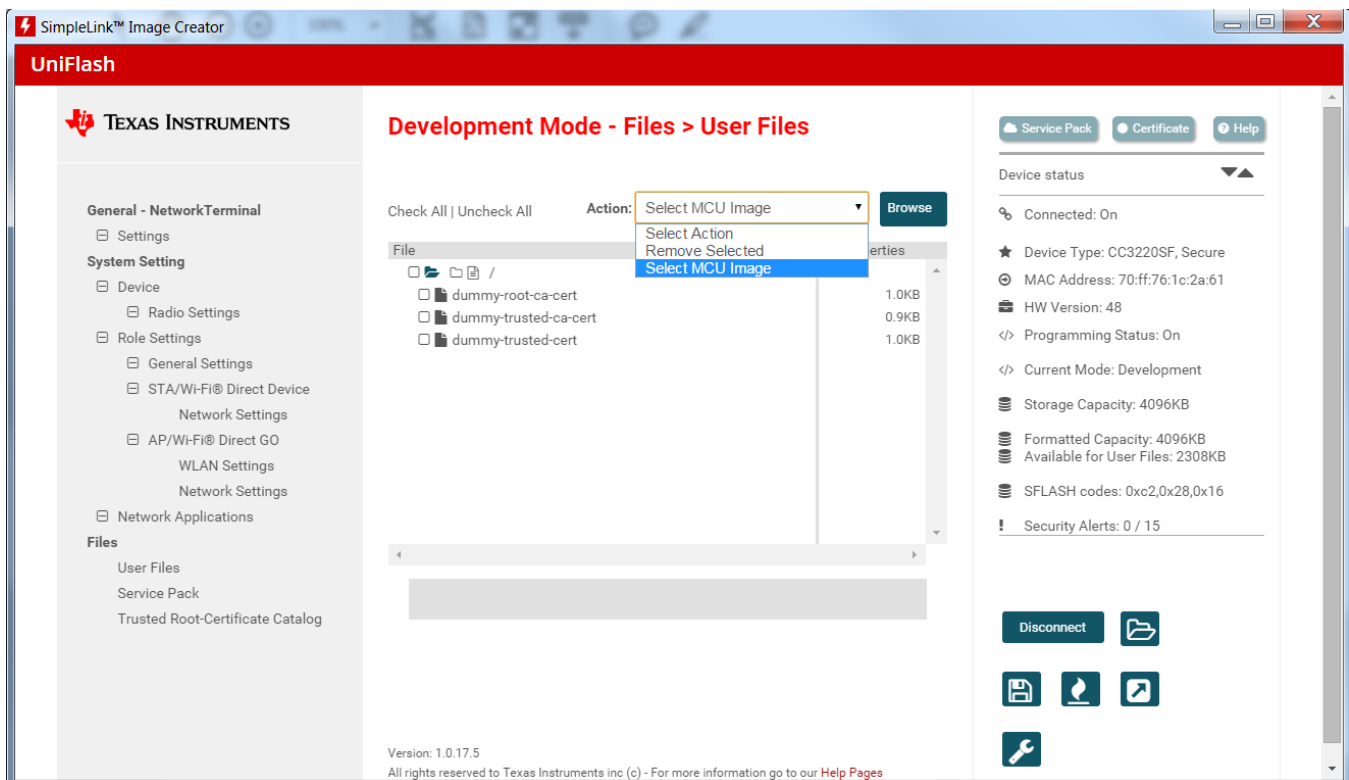 SimpleLink™ Image Creator
100%
UniFlash
TEXAS INSTRUMENTS
General - NetworkTerminal
Settings
System Setting
Device
Radio Settings
Role Settings
General Settings
STA/Wi-Fi® Direct Device
Network Settings
AP/Wi-Fi® Direct GO
WLAN Settings
Network Settings
Network Applications
Files
User Files
Service Pack
Trusted Root-Certificate Catalog
Development Mode - Files > User Files
Check All | Uncheck All Action: Select MCU Image Browse
Select Action
Remove Selected
Select MCU Image
File erties
/
dummy-root-ca-cert 1.0KB
dummy-trusted-ca-cert 0.9KB
dummy-trusted-cert 1.0KB
Version: 1.0.17.5
All rights reserved to Texas Instruments inc (c) - For more information go to our Help Pages
Service Pack Certificate Help
Device status
Connected: On
Device Type: CC3220SF, Secure
MAC Address: 70:ff:76:1c:2a:61
HW Version: 48
Programming Status: On
Current Mode: Development
Storage Capacity: 4096KB
Formatted Capacity: 4096KB
Available for User Files: 2308KB
SFLASH codes: 0xc2,0x28,0x16
Security Alerts: 0 / 15
Disconnect